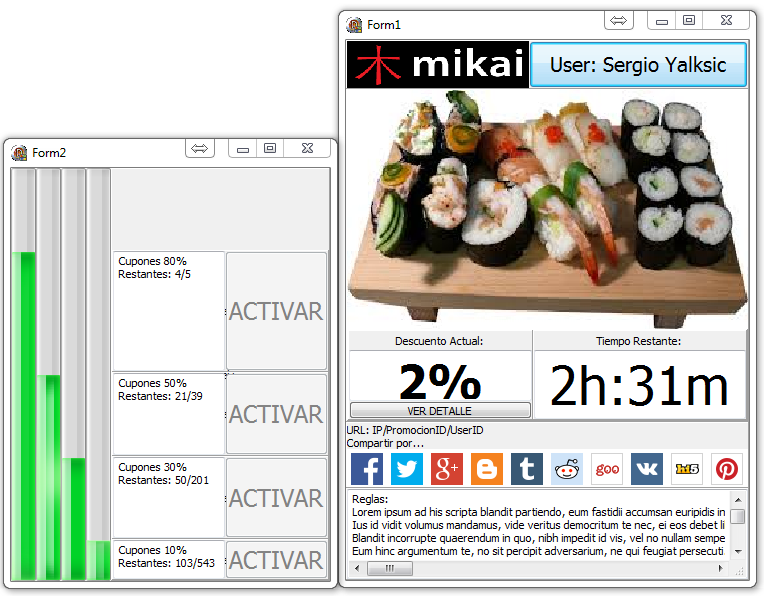 Form2
Cupones 80%
Restantes: 4/5
ACTIVAR
Cupones 50%
Restantes: 21/39
ACTIVAR
Cupones 30%
Restantes: 50/201
ACTIVAR
Cupones 10%
Restantes: 103/543
ACTIVAR
Form1
木 mikai
User: Sergio Yalksic
Descuento Actual:
2%
VER DETALLE
Tiempo Restante:
2h:31m
URL: IP/PromocionID/UserID
Compartir por...
f
g+
B
t
goo
hi5
Reglas:
Lorem ipsum ad his scripta blandit partiendo, eum fastidii accumsan euripidis in
Ius id vidit volumus mandamus, vide veritus democritum te nec, ei eos debet li
Blandit incorrupte quaerendum in quo, nibh impedit id vis, vel no nullam sempe
Eum hinc argumentum te, no sit percipit adversarium, ne qui feugiat persecuti